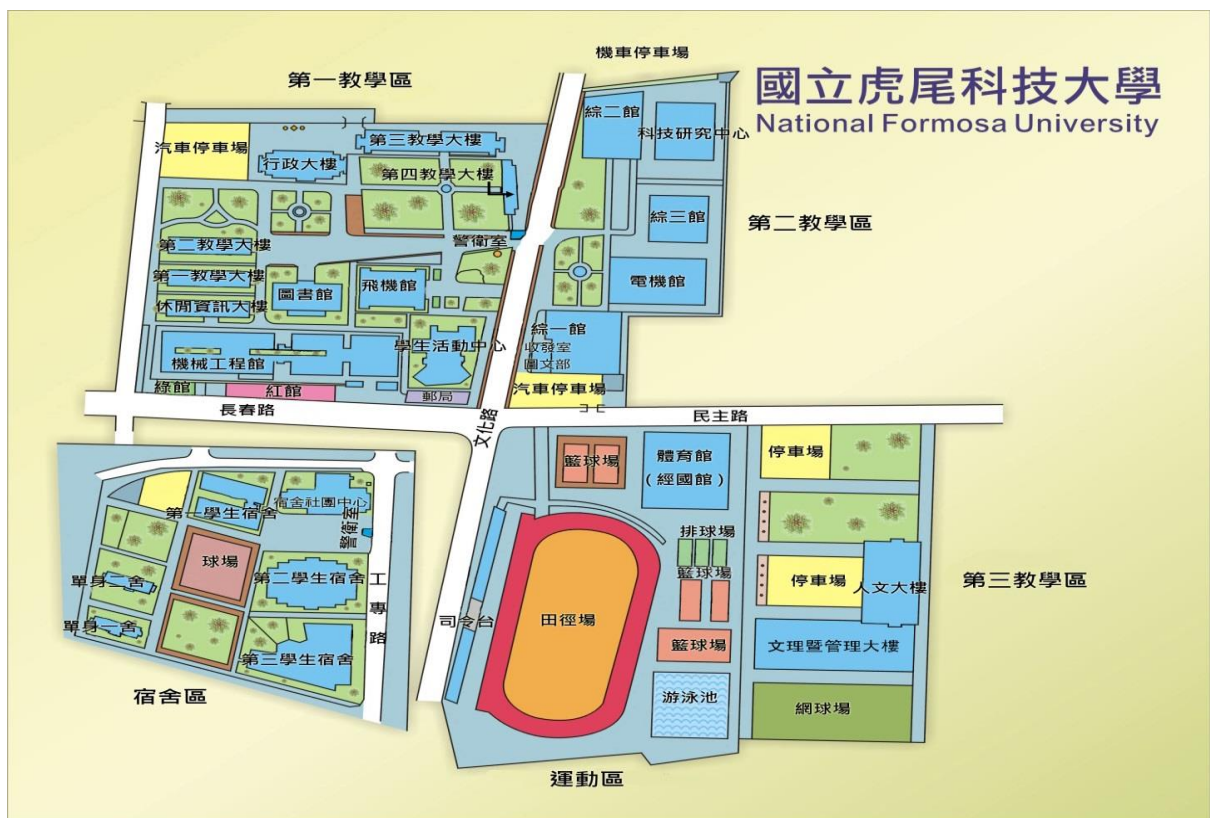 機車停車場
第一教學區
國立虎尾科技大學
National Formosa University
綜二館
科技研究中心
第三教學大樓
汽車停車場
行政大樓
第四教學大樓
綜三館
第二教學區
警衛室
第二教學大樓
第一教學大樓
圖書館
飛機館
電機館
休閒資訊大樓
綜一館
學生活動中心
收發室
圖文部
機械工程館
綠館
紅館
郵局
汽車停車場
長春路
文化路
民主路
籃球場
體育館
(經國館)
停車場
宿舍社團中心
第一學生宿舍
警衛室
排球場
球場
籃球場
第二學生宿舍
單身二舍
停車場
人文大樓
第三教學區
工專路
司令台
田徑場
單身一舍
籃球場
文理暨管理大樓
第三學生宿舍
宿舍區
游泳池
網球場
運動區